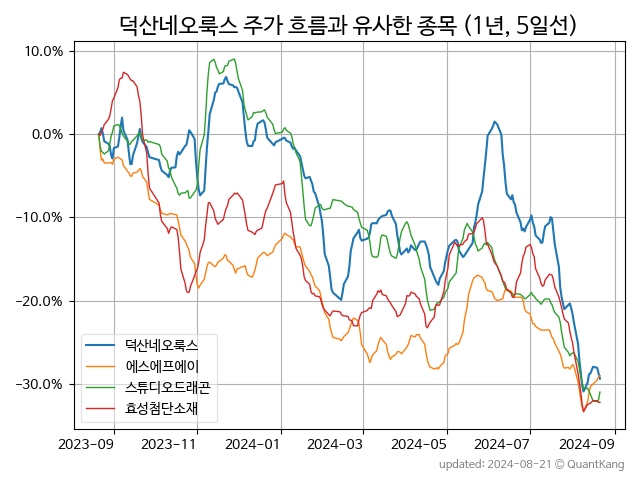 덕산네오룩스 주가 흐름과 유사한 종목 (1년, 5일선)
10.0%
0.0%
−10.0%
−20.0%
−30.0%
덕산네오룩스
에스에프에이
스튜디오드래곤
효성첨단소재
2023-09
2023-11
2024-01
2024-03
2024-05
2024-07
2024-09
updated: 2024-08-21 © QuantKang